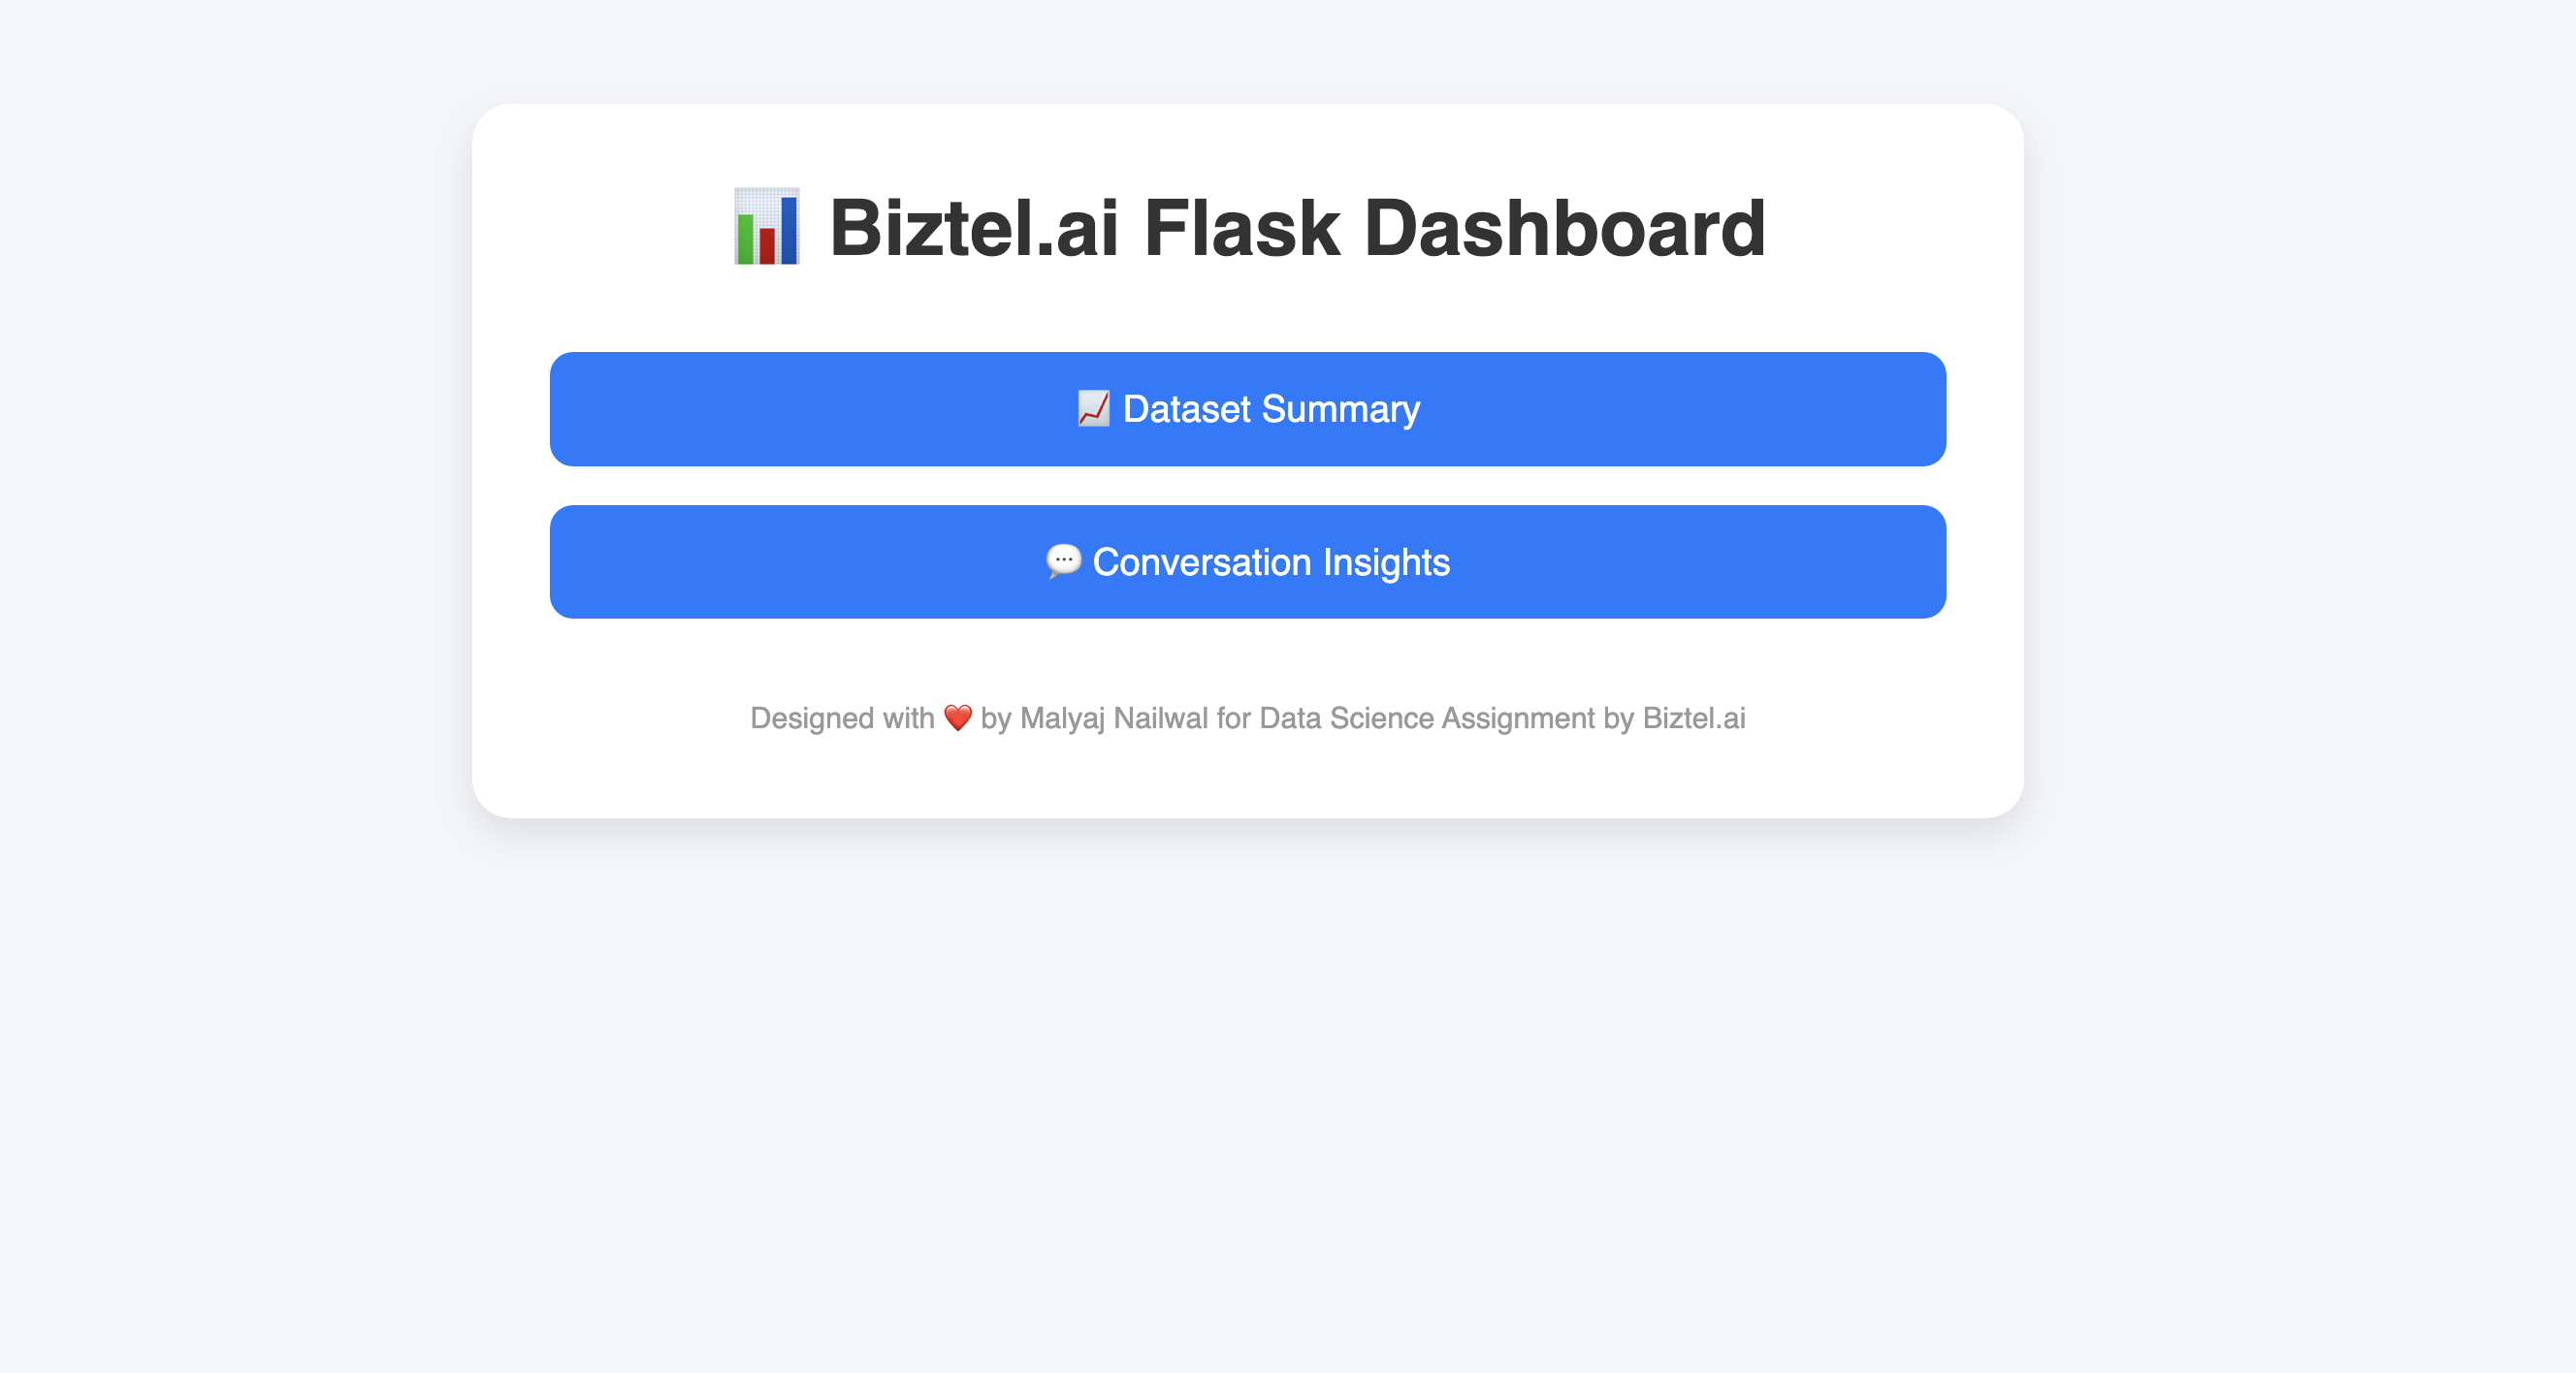 📊 Biztel.ai Flask Dashboard
📈 Dataset Summary
💬 Conversation Insights
Designed with ❤️ by Malyaj Nailwal for Data Science Assignment by Biztel.ai